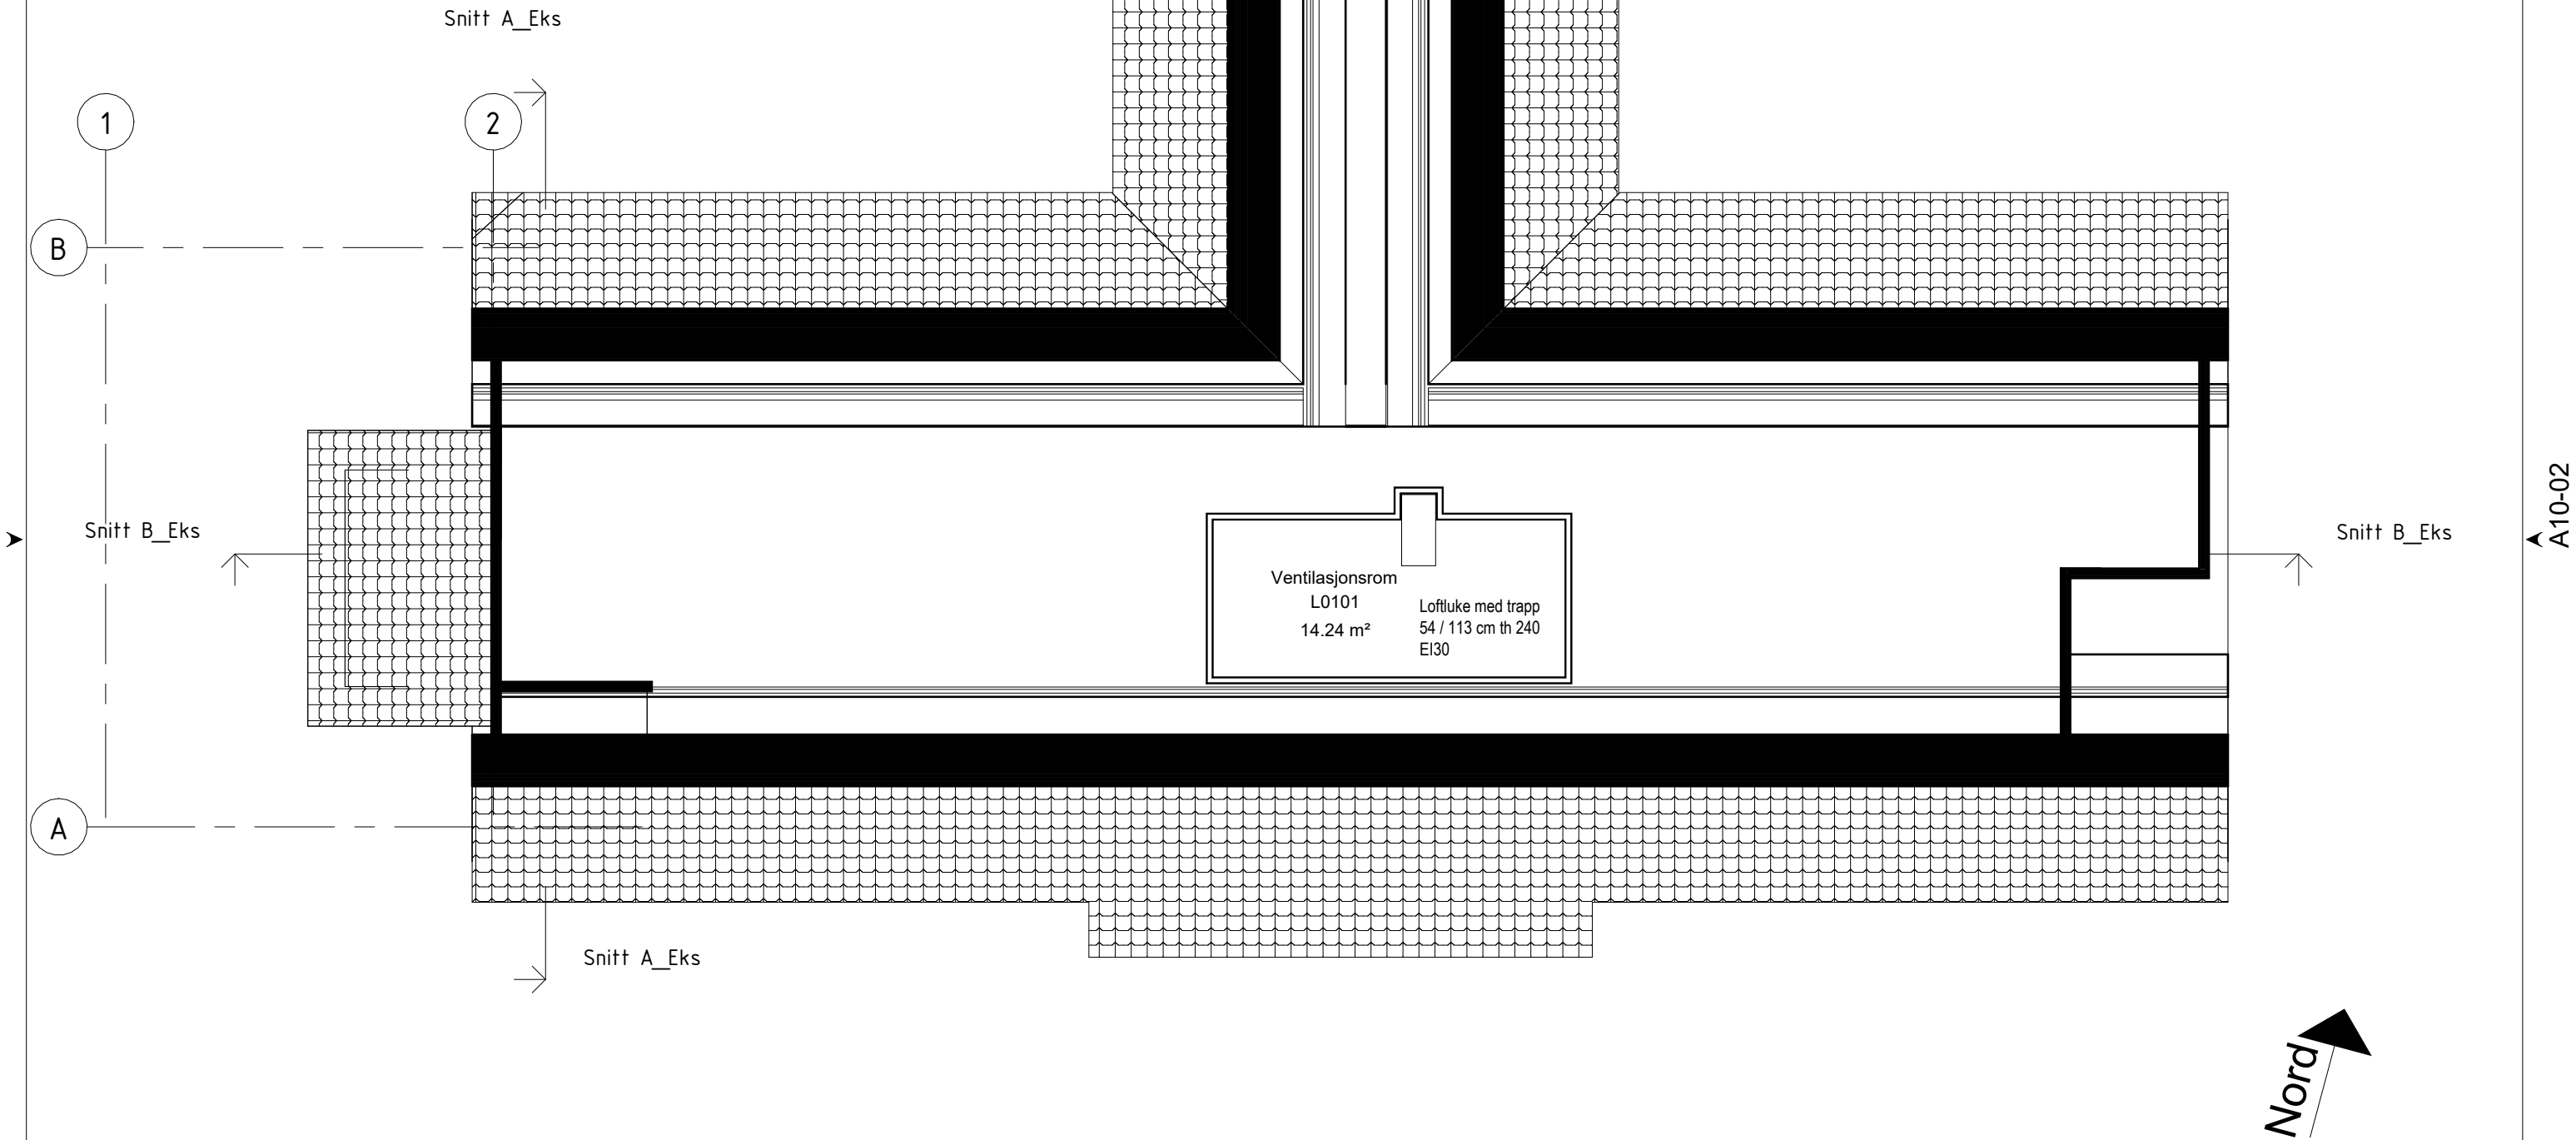 Snitt A_Eks
1
2
B
Snitt B_Eks
Snitt B_Eks
A10-02
Ventilasjonsrom
L0101
14.24 m²
Loftluke med trapp
54 / 113 cm th 240
EI30
A
Snitt A_Eks
Nord